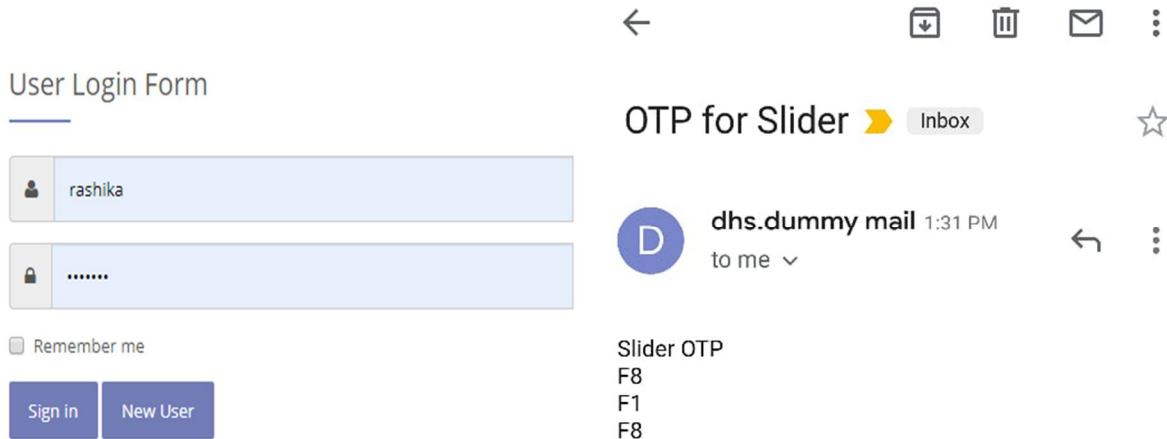 User Login Form
rashika
Remember me
Sign in
New User
OTP for Slider
Inbox
D
dhs.dummy mail 1:31 PM
to me
Slider OTP
F8
F1
F8